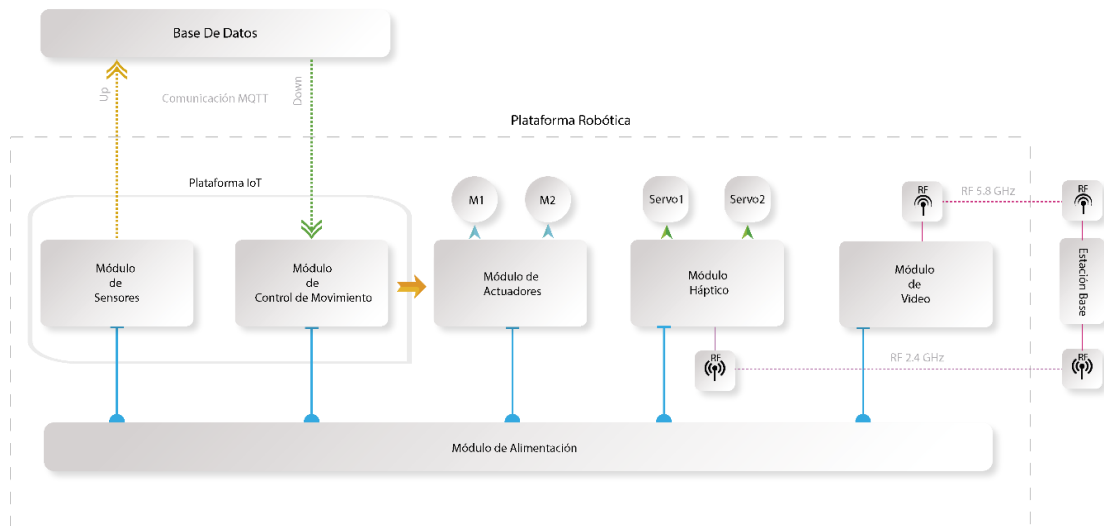 Base De Datos
Up
Comunicación MQTT
Down
Plataforma Robótica
Plataforma IoT
M1
M2
Servo1
Servo2
RF
RF 5.8 GHz
RF
Módulo
de
Sensores
Módulo
de
Control de Movimiento
Módulo de
Actuadores
Módulo
Háptico
Módulo
de
Video
Estación Base
RF
RF 2.4 GHz
RF
Módulo de Alimentación